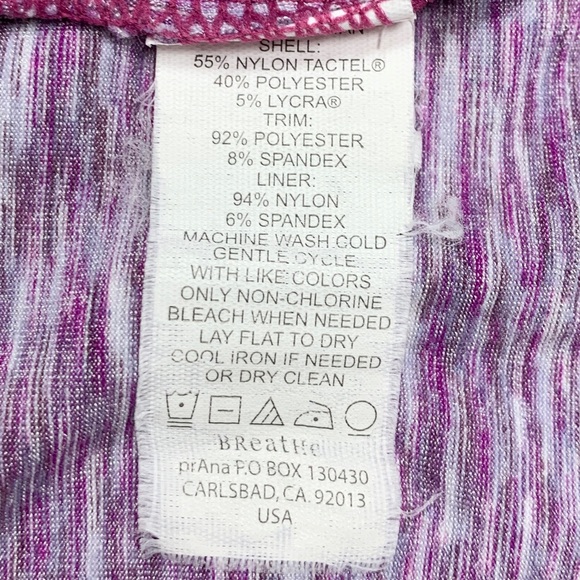 SHELL:
55% NYLON TACTEL®
40% POLYESTER
5% LYCRA®
TRIM:
92% POLYESTER
8% SPANDEX
LINER:
94% NYLON
6% SPANDEX
MACHINE WASH COLD
GENTLE CYCLE
WITH LIKE COLORS
ONLY NON-CHLORINE
BLEACH WHEN NEEDED
LAY FLAT TO DRY
COOL IRON IF NEEDED
OR DRY CLEAN
BReatHe
prAna P.O BOX 130430
CARLSBAD, CA. 92013
USA